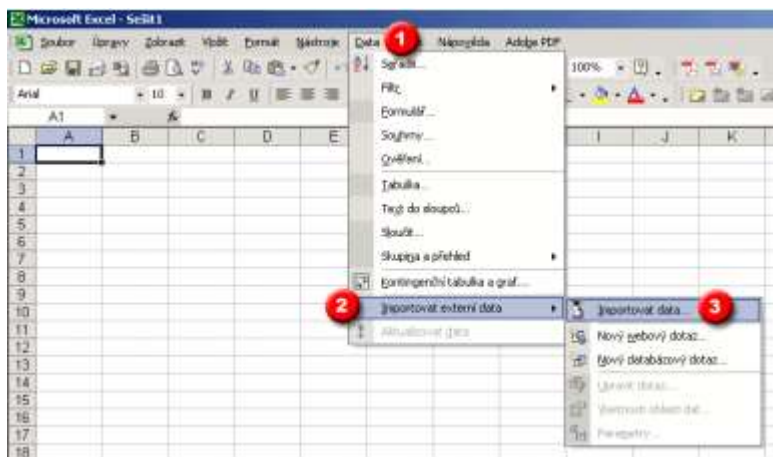 Microsoft Excel - Sešit1
Soubor Úpravy Zobrazit Vložit Formát Nástroje Data Nápověda Adobe PDF
1
100%
Arial 10 B I U
A1 fx
A B C D E I J K
1
2
3
4
5
6
7
8
9
10
11
12
13
14
15
16
17
18
Seřadit...
Filtr
Formulář...
Souhrny...
Ověření...
Tabulka...
Text do sloupců...
Sloučit...
Skupina a přehled
Kontingenční tabulka a graf...
2 Importovat externí data
Aktualizovat data
Importovat data... 3
Nový webový dotaz...
Nový databázový dotaz...
Upravit dotaz...
Vlastnosti oblasti dat...
Parametry...